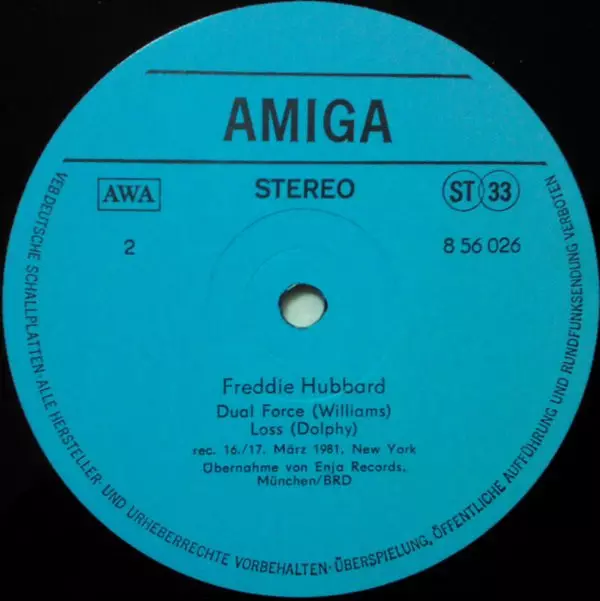 AMIGA
AWA
STEREO
ST 33
2
8 56 026
Freddie Hubbard
Dual Force (Williams)
Loss (Dolphy)
rec. 16./17. März 1981, New York
Übernahme von Enja Records,
München/BRD
VEB DEUTSCHE SCHALLPLATTEN·ALLE HERSTELLER- UND URHEBERRECHTE VORBEHALTEN·ÜBERSPIELUNG, ÖFFENTLICHE AUFFÜHRUNG UND RUNDFUNKSENDUNG VERBOTEN